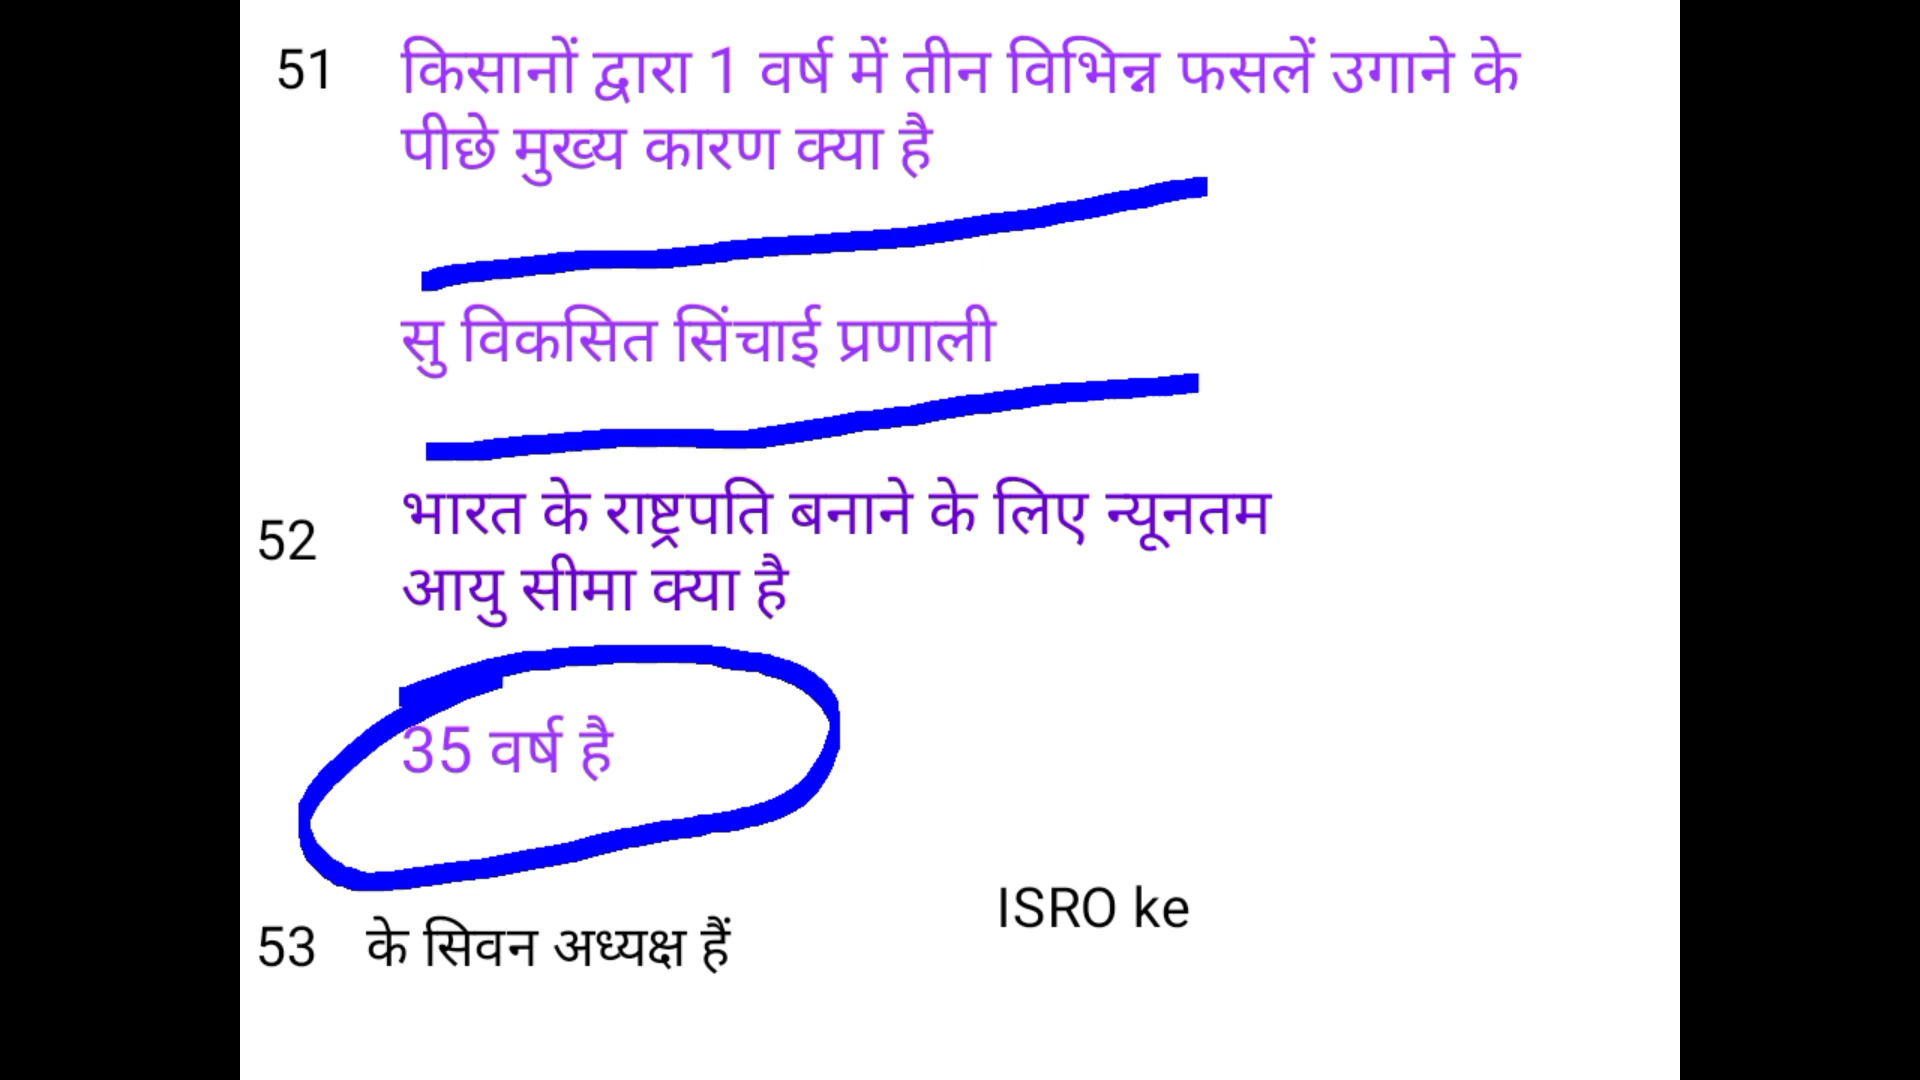 51 किसानों द्वारा 1 वर्ष में तीन विभिन्न फसलें उगाने के
पीछे मुख्य कारण क्या है
सु विकसित सिंचाई प्रणाली
52 भारत के राष्ट्रपति बनाने के लिए न्यूनतम
आयु सीमा क्या है
35 वर्ष है
53 के सिवन अध्यक्ष हैं ISRO ke